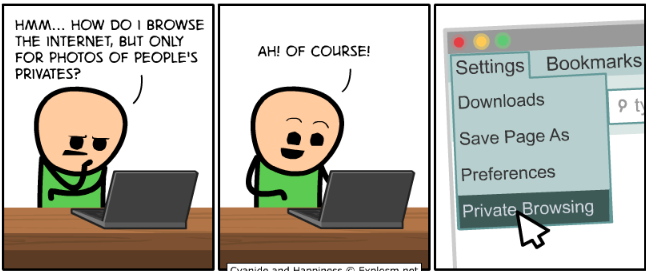 HMM... HOW DO I BROWSE
THE INTERNET, BUT ONLY
FOR PHOTOS OF PEOPLE'S
PRIVATES?
AH! OF COURSE!
Settings Bookmarks
Downloads
Save Page As
Preferences
Private Browsing
Cyanide and Happiness © Explosm.net